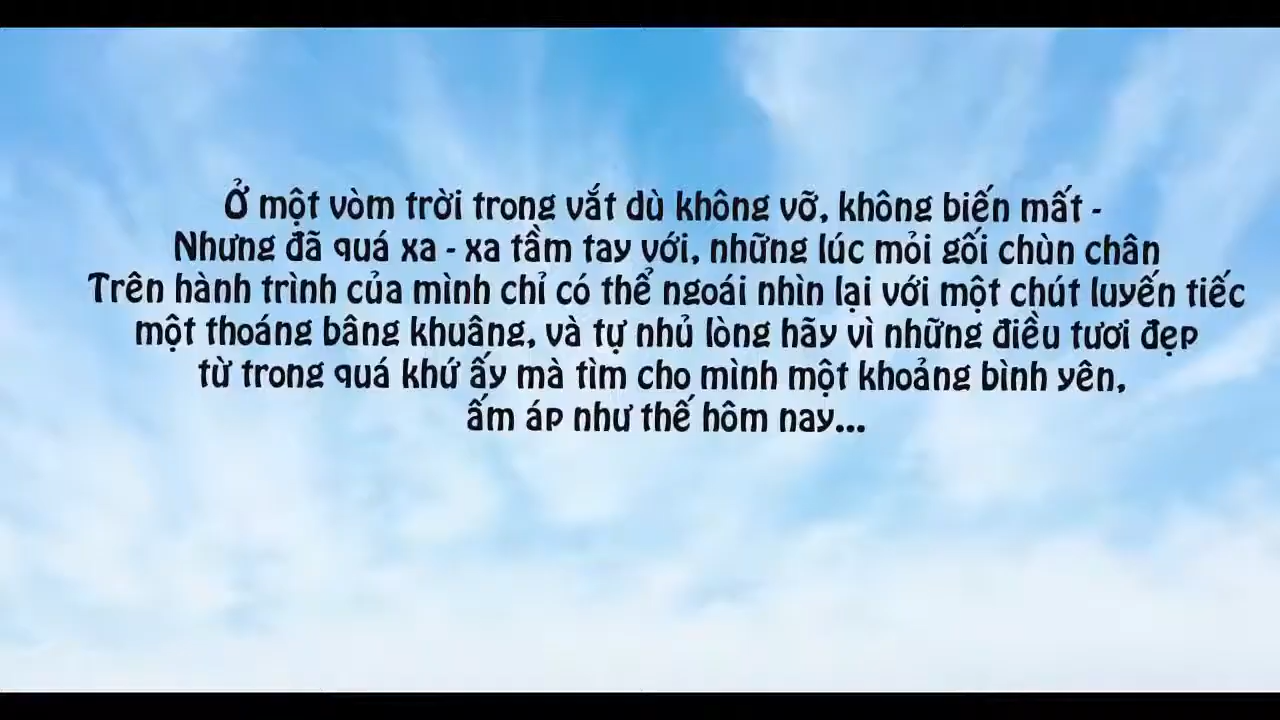 Ở một vòm trời trong vắt dù không vỡ, không biến mất -
Nhưng đã quá xa - xa tầm tay với, những lúc mỏi gối chùn chân
Trên hành trình của mình chỉ có thể ngoái nhìn lại với một chút luyến tiếc
một thoáng bâng khuâng, và tự nhủ lòng hãy vì những điều tươi đẹp
từ trong quá khứ ấy mà tìm cho mình một khoảng bình yên,
ấm áp như thế hôm nay...